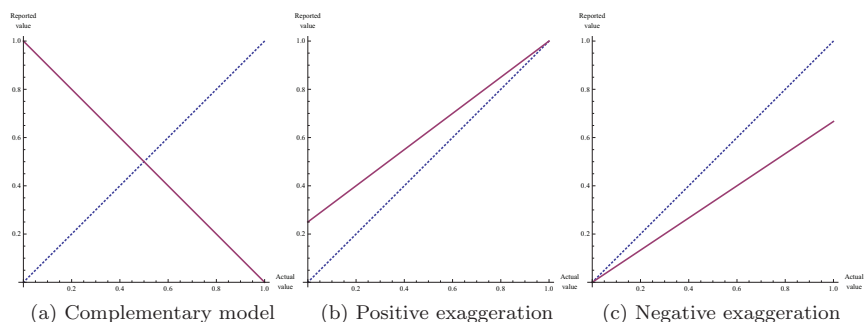 Reported
value
1.0
0.8
0.6
0.4
0.2
0.2 0.4 0.6 0.8 1.0
Actual
value
(a) Complementary model
Reported
value
1.0
0.8
0.6
0.4
0.2
0.2 0.4 0.6 0.8 1.0
Actual
value
(b) Positive exaggeration
Reported
value
1.0
0.8
0.6
0.4
0.2
0.2 0.4 0.6 0.8 1.0
Actual
value
(c) Negative exaggeration